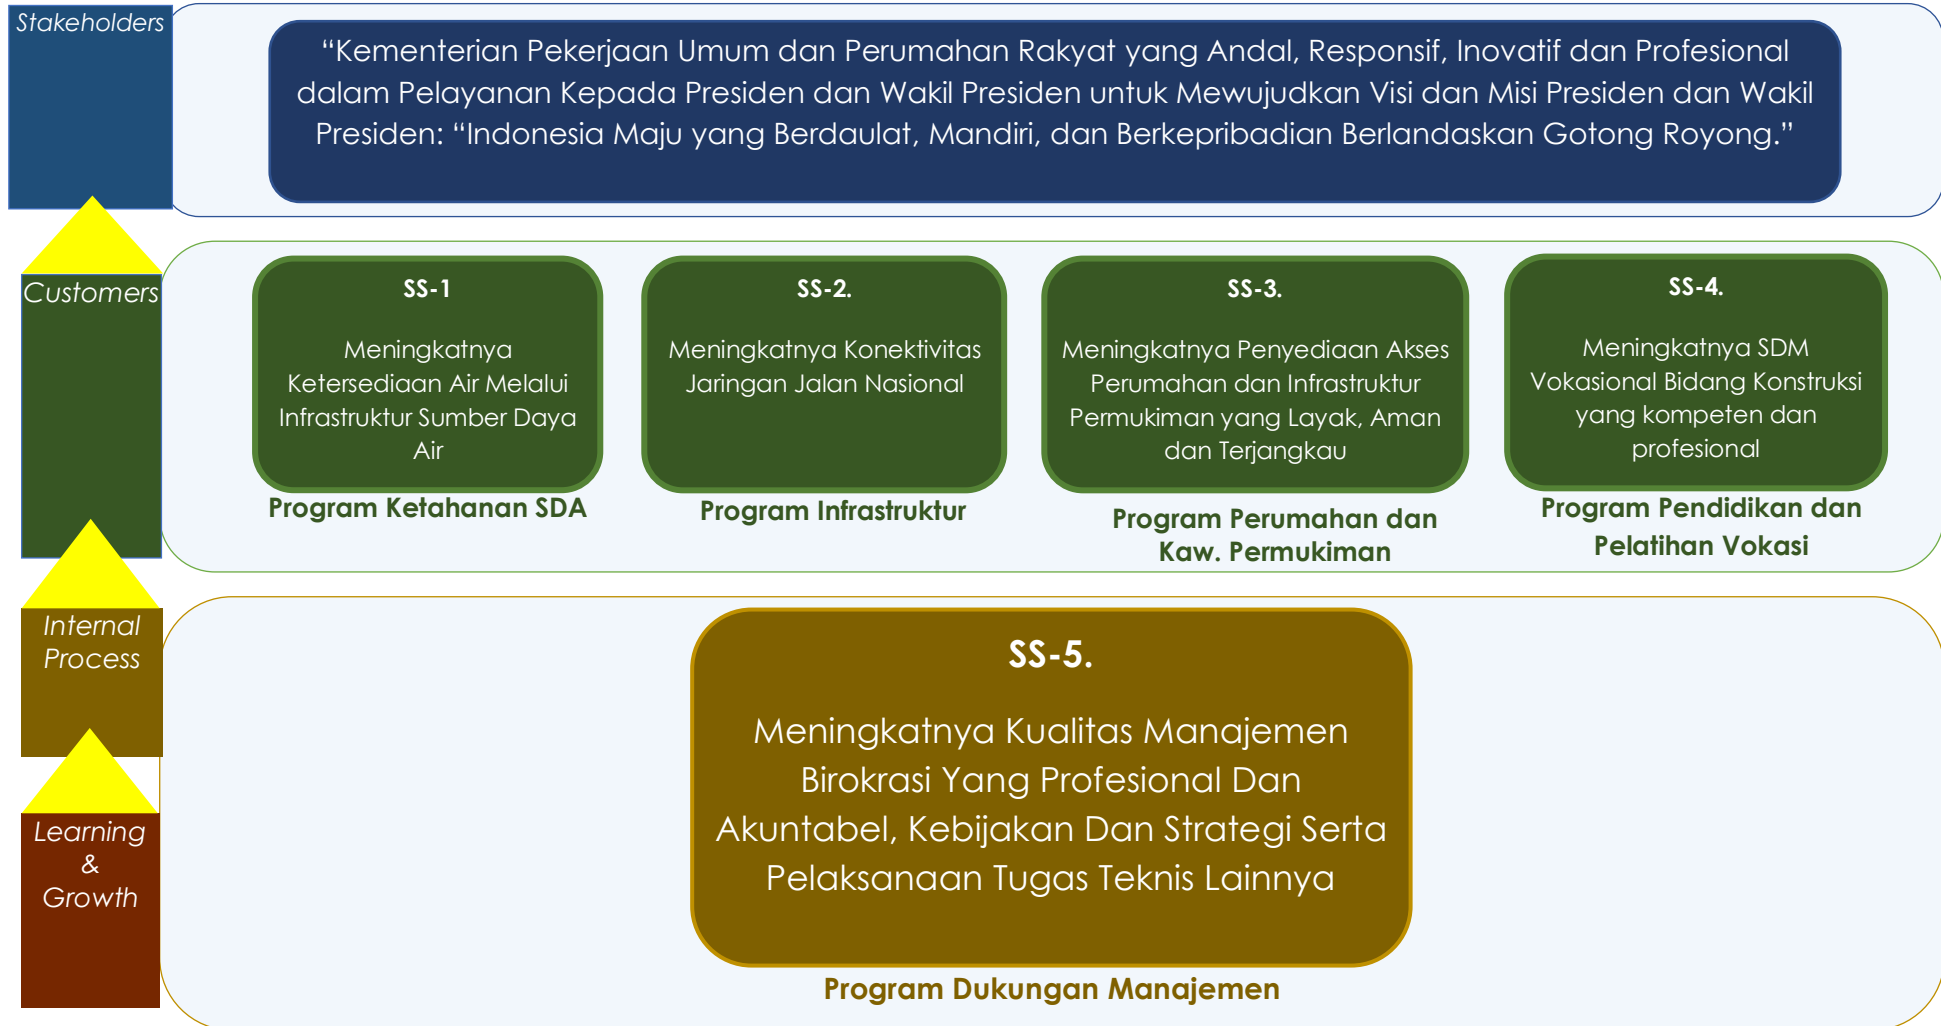 Stakeholders
“Kementerian Pekerjaan Umum dan Perumahan Rakyat yang Andal, Responsif, Inovatif dan Profesional
dalam Pelayanan Kepada Presiden dan Wakil Presiden untuk Mewujudkan Visi dan Misi Presiden dan Wakil
Presiden: “Indonesia Maju yang Berdaulat, Mandiri, dan Berkepribadian Berlandaskan Gotong Royong.”
Customers
SS-1
Meningkatnya
Ketersediaan Air Melalui
Infrastruktur Sumber Daya
Air
Program Ketahanan SDA
SS-2.
Meningkatnya Konektivitas
Jaringan Jalan Nasional
Program Infrastruktur
SS-3.
Meningkatnya Penyediaan Akses
Perumahan dan Infrastruktur
Permukiman yang Layak, Aman
dan Terjangkau
Program Perumahan dan
Kaw. Permukiman
SS-4.
Meningkatnya SDM
Vokasional Bidang Konstruksi
yang kompeten dan
profesional
Program Pendidikan dan
Pelatihan Vokasi
Internal
Process
Learning
&
Growth
SS-5.
Meningkatnya Kualitas Manajemen
Birokrasi Yang Profesional Dan
Akuntabel, Kebijakan Dan Strategi Serta
Pelaksanaan Tugas Teknis Lainnya
Program Dukungan Manajemen